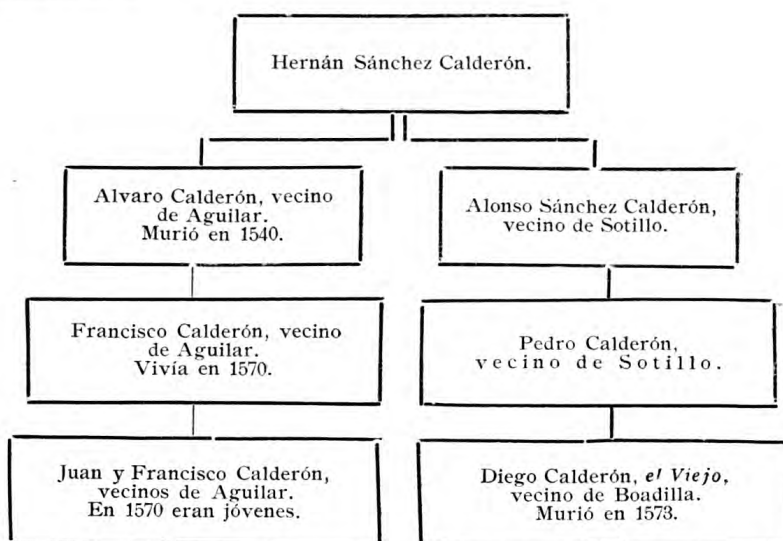 Hernán Sánchez Calderón.
Alvaro Calderón, vecino
de Aguilar.
Murió en 1540.
Alonso Sánchez Calderón,
vecino de Sotillo.
Francisco Calderón, vecino
de Aguilar.
Vivía en 1570.
Pedro Calderón,
vecino de Sotillo.
Juan y Francisco Calderón,
vecinos de Aguilar.
En 1570 eran jóvenes.
Diego Calderón, el Viejo,
vecino de Boadilla.
Murió en 1573.